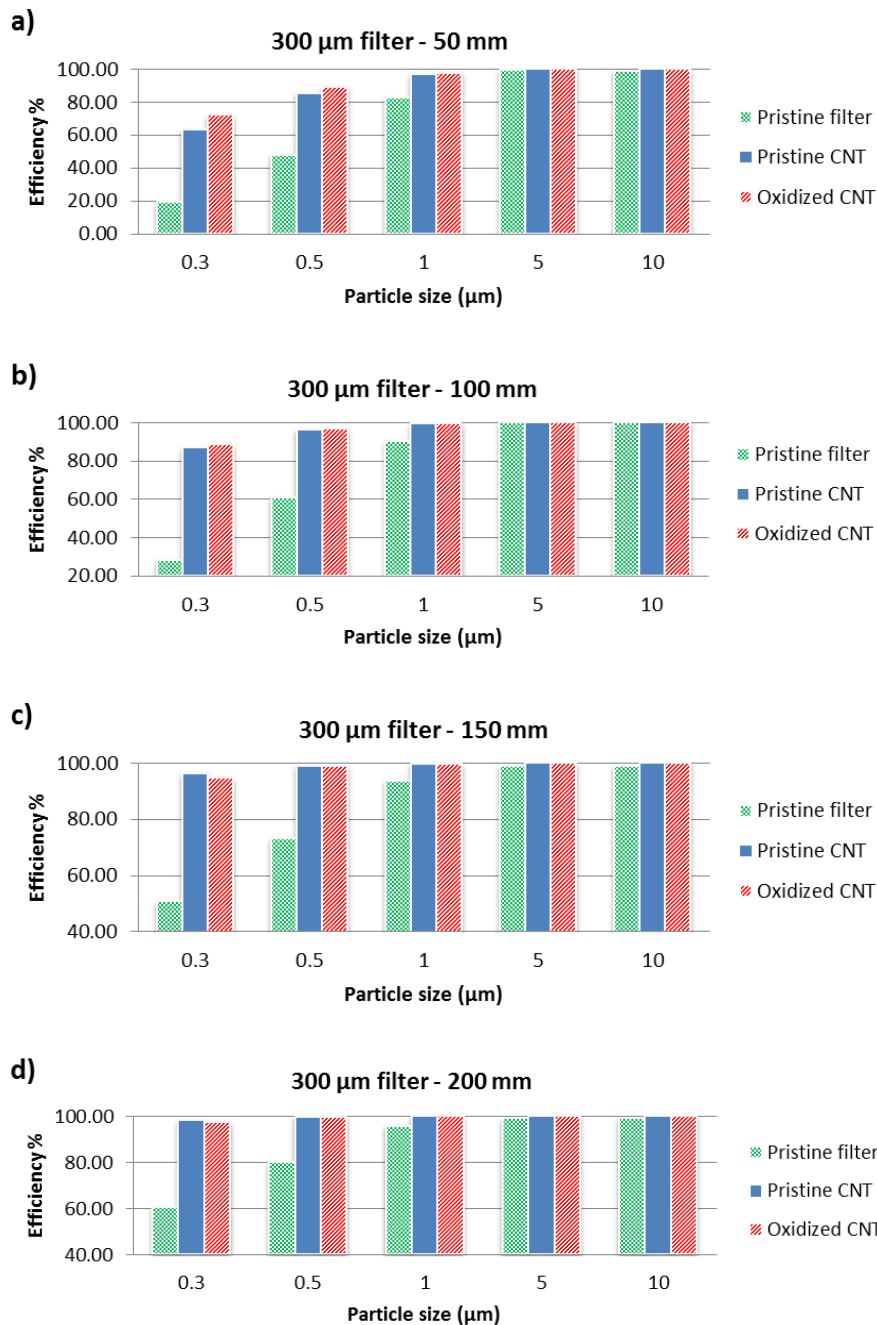 a)
300 µm filter - 50 mm
100.00
80.00
60.00
40.00
20.00
0.00
Efficiency%
0.3 0.5 1 5 10
Particle size (µm)
Pristine filter
Pristine CNT
Oxidized CNT
b)
300 µm filter - 100 mm
100.00
80.00
60.00
40.00
20.00
Efficiency%
0.3 0.5 1 5 10
Particle size (µm)
Pristine filter
Pristine CNT
Oxidized CNT
c)
300 µm filter - 150 mm
100.00
80.00
60.00
40.00
Efficiency%
0.3 0.5 1 5 10
Particle size (µm)
Pristine filter
Pristine CNT
Oxidized CNT
d)
300 µm filter - 200 mm
100.00
80.00
60.00
40.00
Efficiency%
0.3 0.5 1 5 10
Particle size (µm)
Pristine filter
Pristine CNT
Oxidized CNT